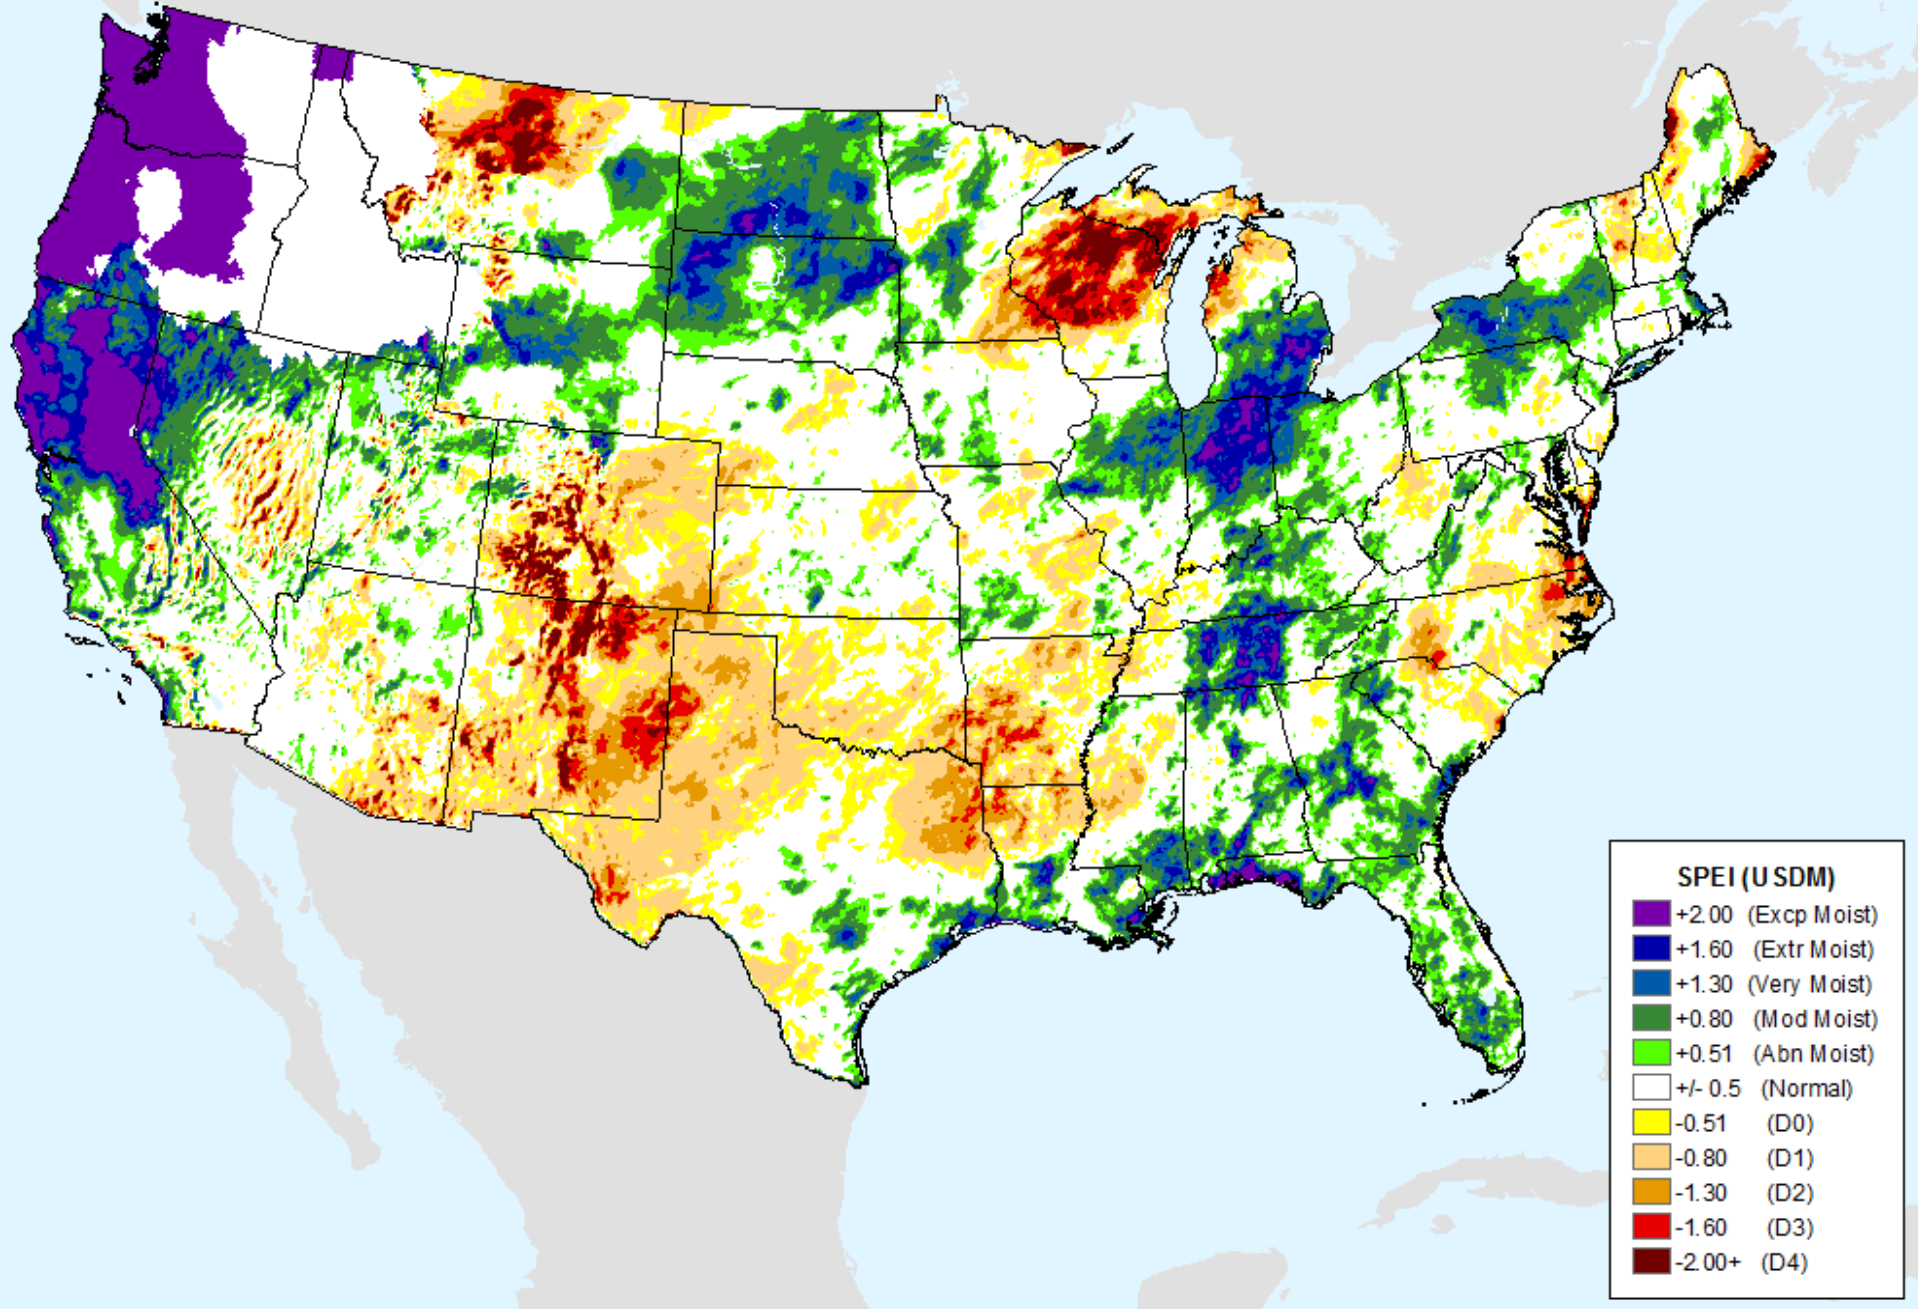 SPEI (USDM)
+2.00 (Excp Moist)
+1.60 (Extr Moist)
+1.30 (Very Moist)
+0.80 (Mod Moist)
+0.51 (Abn Moist)
+/- 0.5 (Normal)
-0.51 (D0)
-0.80 (D1)
-1.30 (D2)
-1.60 (D3)
-2.00+ (D4)